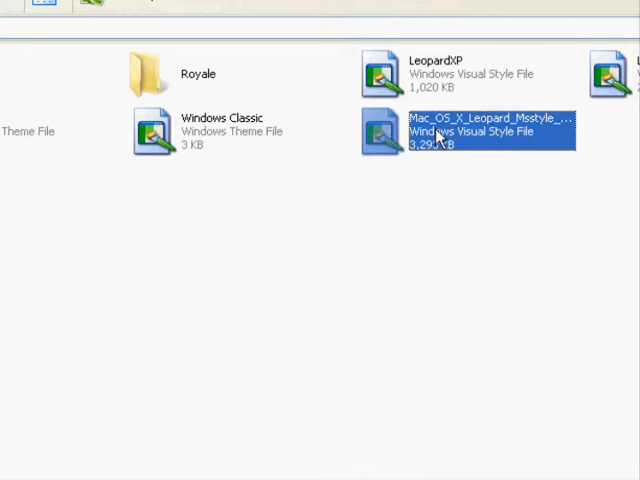 Royale
LeopardXP
Windows Visual Style File
1,020 KB
Theme File
Windows Classic
Windows Theme File
3 KB
Mac_OS_X_Leopard_Msstyle_...
Windows Visual Style File
KB